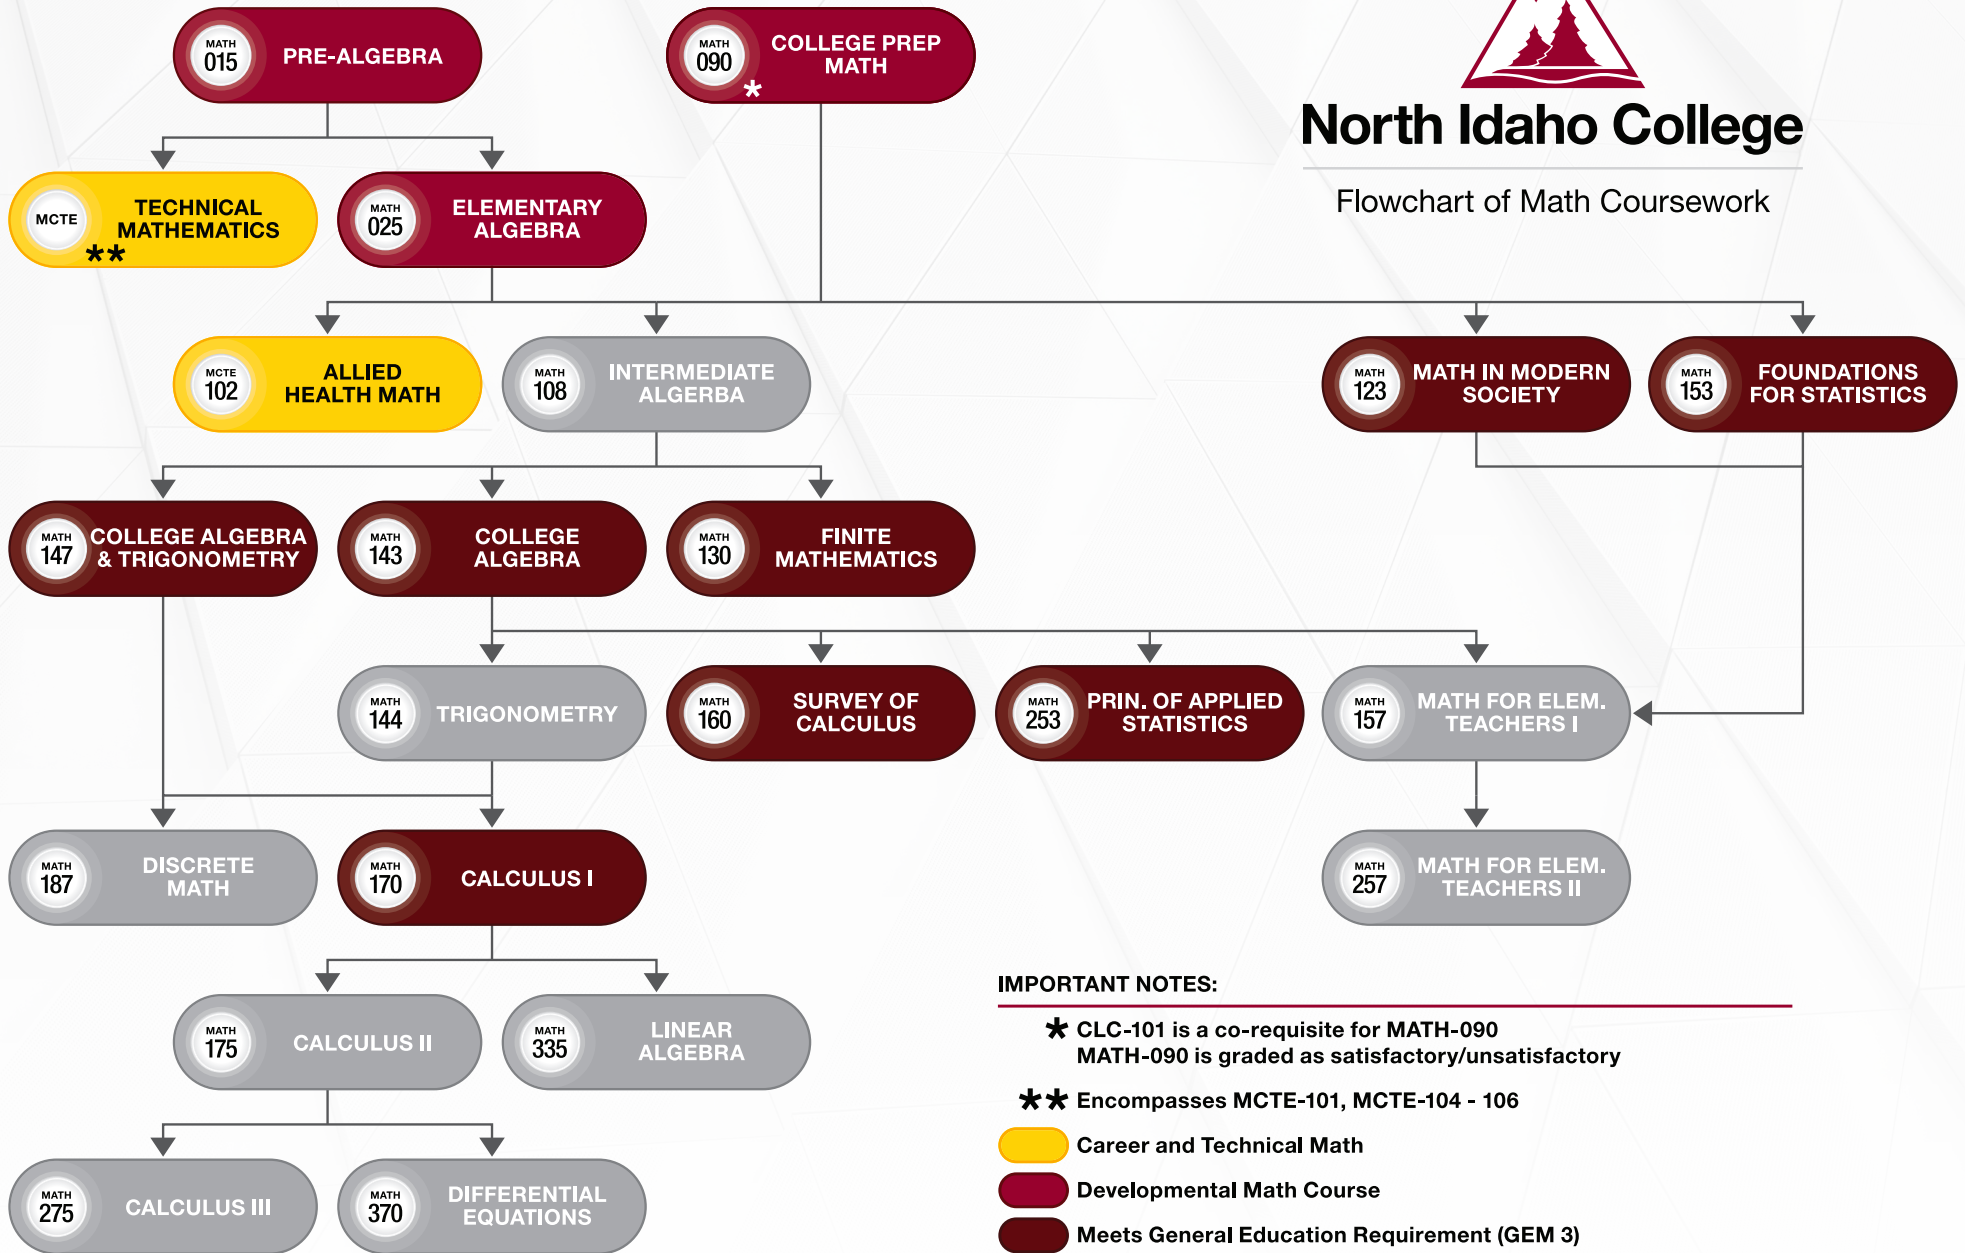 MATH
015
PRE-ALGEBRA
MATH
090
COLLEGE PREP
MATH
*
North Idaho College
Flowchart of Math Coursework
MCTE
TECHNICAL
MATHEMATICS
**
MATH
025
ELEMENTARY
ALGEBRA
MCTE
102
ALLIED
HEALTH MATH
MATH
108
INTERMEDIATE
ALGERBA
MATH
123
MATH IN MODERN
SOCIETY
MATH
153
FOUNDATIONS
FOR STATISTICS
MATH
147
COLLEGE ALGEBRA
& TRIGONOMETRY
MATH
143
COLLEGE
ALGEBRA
MATH
130
FINITE
MATHEMATICS
MATH
144
TRIGONOMETRY
MATH
160
SURVEY OF
CALCULUS
MATH
253
PRIN. OF APPLIED
STATISTICS
MATH
157
MATH FOR ELEM.
TEACHERS I
MATH
187
DISCRETE
MATH
MATH
170
CALCULUS I
MATH
257
MATH FOR ELEM.
TEACHERS II
MATH
175
CALCULUS II
MATH
335
LINEAR
ALGEBRA
MATH
275
CALCULUS III
MATH
370
DIFFERENTIAL
EQUATIONS
IMPORTANT NOTES:
* CLC-101 is a co-requisite for MATH-090
MATH-090 is graded as satisfactory/unsatisfactory
** Encompasses MCTE-101, MCTE-104 - 106
Career and Technical Math
Developmental Math Course
Meets General Education Requirement (GEM 3)